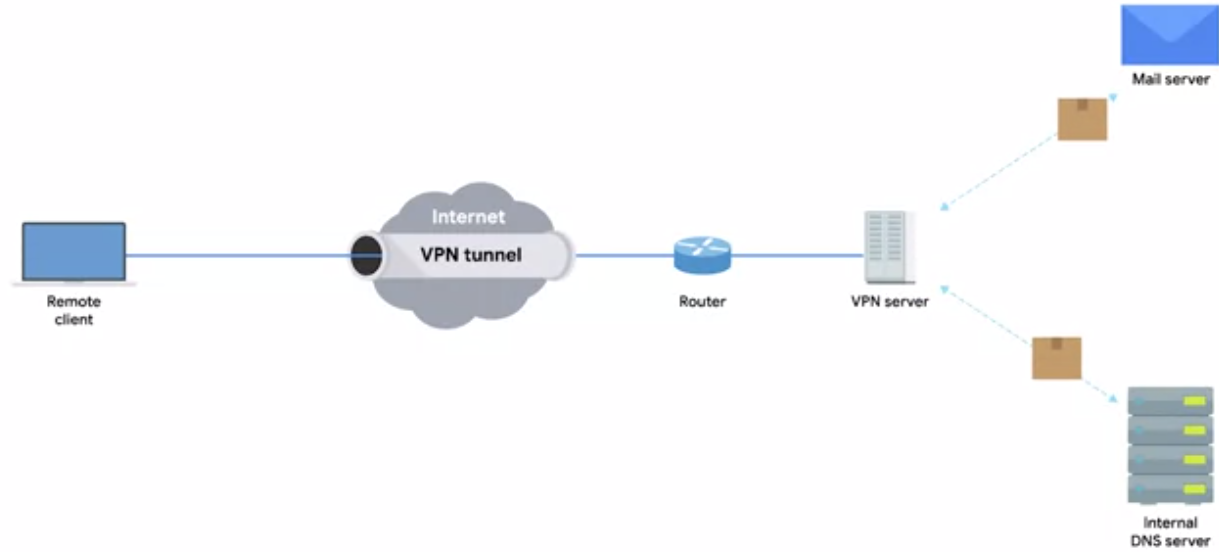 Mail server
Internet
VPN tunnel
Remote
client
Router
VPN server
Internal
DNS server